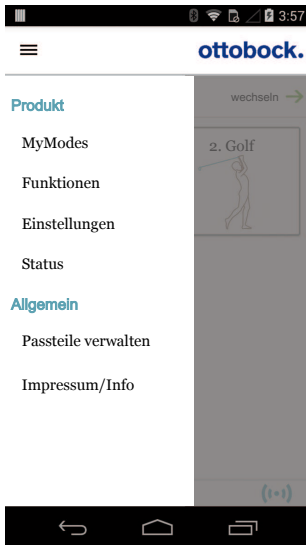 3:57
ottobock.
Produkt
wechseln
MyModes
2. Golf
Funktionen
Einstellungen
Status
Allgemein
Passteile verwalten
Impressum/Info